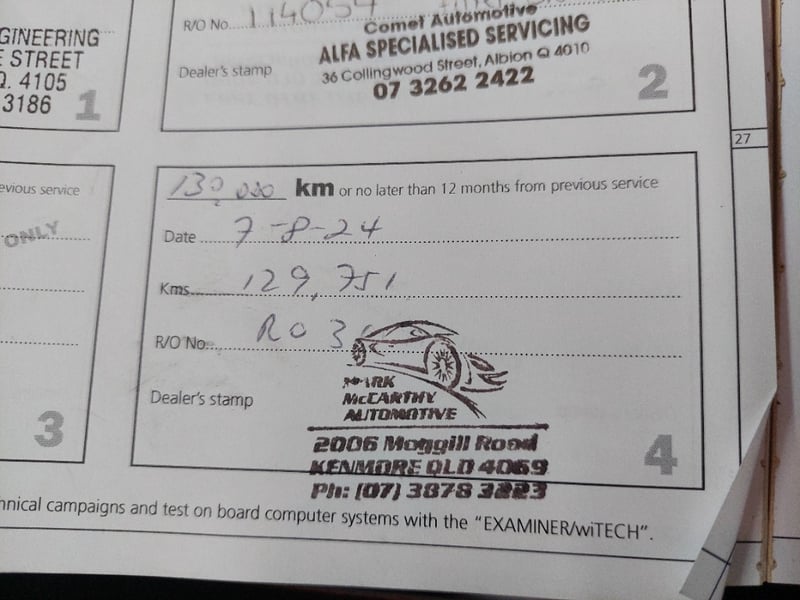 GINEERING
STREET
Q. 4105
3186
1
R/O No.
Dealer's stamp
Comet Automotive
ALFA SPECIALISED SERVICING
36 Collingwood Street, Albion Q 4010
07 3262 2422
2
27
evious service
ONLY
3
130,000 km or no later than 12 months from previous service
Date 7-8-24
Kms 129,751
R/O No. RO 3
Dealer's stamp
MARK
McCARTHY
AUTOMOTIVE
2006 Moggill Road
KENMORE QLD 4069
Ph: (07) 3878 3223
4
hnical campaigns and test on board computer systems with the "EXAMINER/wiTECH".